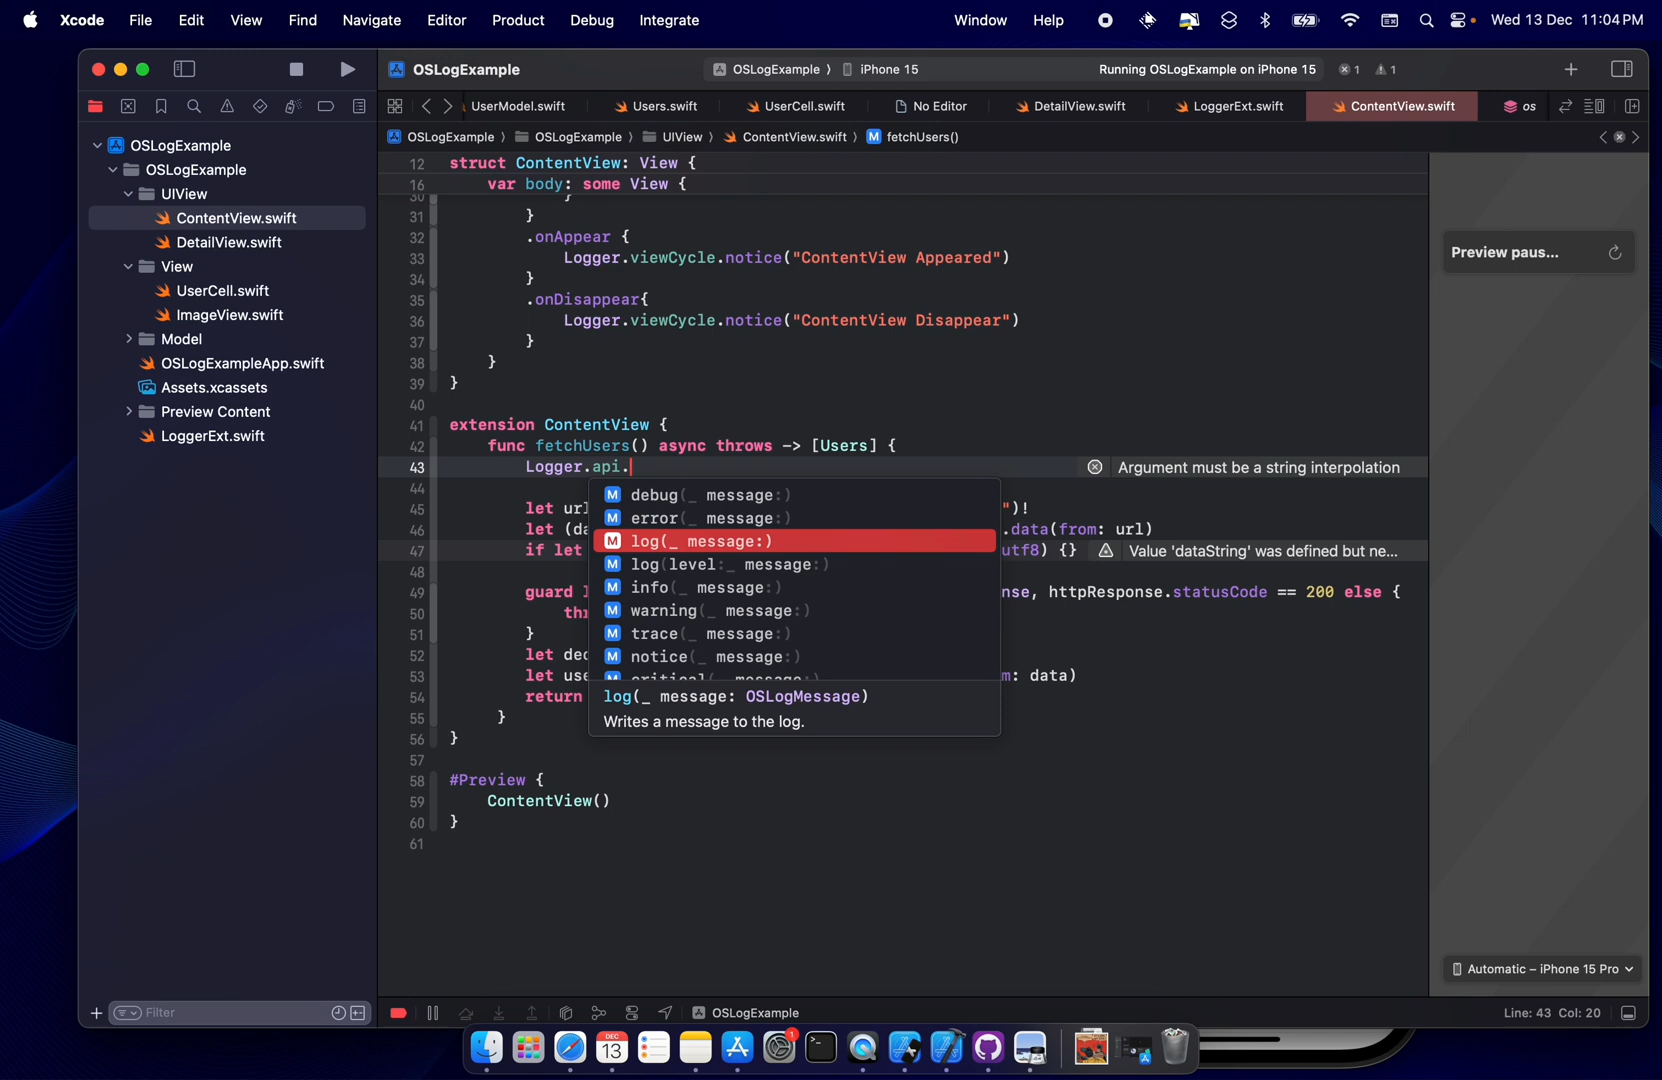 Xcode File Edit View Find Navigate Editor Product Debug Integrate Window Help Wed 13 Dec 11:04 PM
OSLogExample OSLogExample 〉 iPhone 15 Running OSLogExample on iPhone 15 1 1
UserModel.swift Users.swift UserCell.swift No Editor DetailView.swift LoggerExt.swift ContentView.swift os
OSLogExample 〉 OSLogExample 〉 UIView 〉 ContentView.swift 〉 M fetchUsers()
OSLogExample
OSLogExample
UIView
ContentView.swift
DetailView.swift
View
UserCell.swift
ImageView.swift
Model
OSLogExampleApp.swift
Assets.xcassets
Preview Content
LoggerExt.swift
Filter
12 struct ContentView: View {
16 var body: some View {
30 }
31 }
32 .onAppear {
33 Logger.viewCycle.notice("ContentView Appeared")
34 }
35 .onDisappear{
36 Logger.viewCycle.notice("ContentView Disappear")
37 }
38 }
39 }
40
41 extension ContentView {
42 func fetchUsers() async throws -> [Users] {
43 Logger.api. Argument must be a string interpolation
44
45 let url ")!
46 let (da .data(from: url)
47 if let utf8) {} Value 'dataString' was defined but ne...
48
49 guard l nse, httpResponse.statusCode == 200 else {
50 thr
51 }
52 let dec
53 let use m: data)
54 return
55 }
56 }
57
58 #Preview {
59 ContentView()
60 }
61
M debug(_ message:)
M error(_ message:)
M log(_ message:)
M log(level:_ message:)
M info(_ message:)
M warning(_ message:)
M trace(_ message:)
M notice(_ message:)
M critical(_ message:)
log(_ message: OSLogMessage)
Writes a message to the log.
Preview paus...
Automatic – iPhone 15 Pro
OSLogExample
Line: 43 Col: 20
DEC
13
1